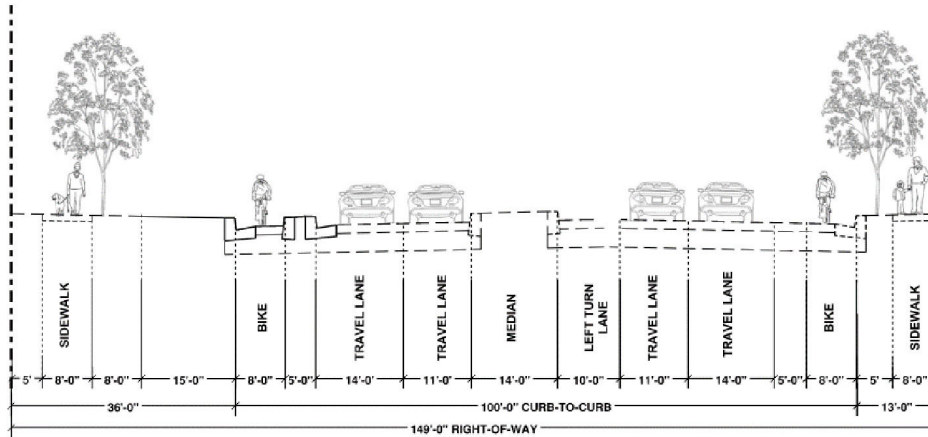 SIDEWALK
BIKE
TRAVEL LANE
TRAVEL LANE
MEDIAN
LEFT TURN
LANE
TRAVEL LANE
TRAVEL LANE
BIKE
SIDEWALK
5' 8'-0" 8'-0" 15'-0" 8'-0" 5'-0" 14'-0' 11'-0' 14'-0" 10'-0" 11'-0" 14'-0" 5'-0 8'-0" 5' 8'-0"
36'-0" 100'-0" CURB-TO-CURB 13'-0"
149'-0" RIGHT-OF-WAY